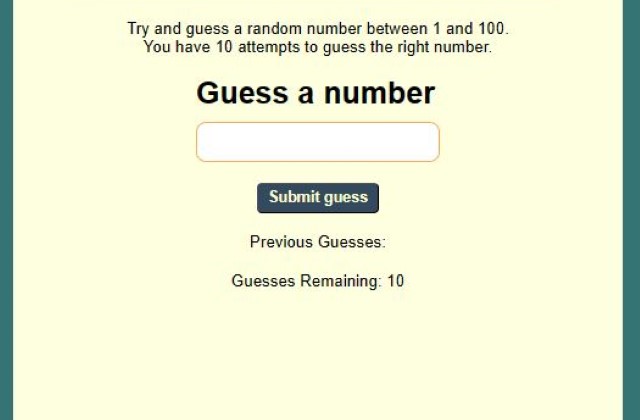 Try and guess a random number between 1 and 100.
You have 10 attempts to guess the right number.
Guess a number
Submit guess
Previous Guesses:
Guesses Remaining: 10